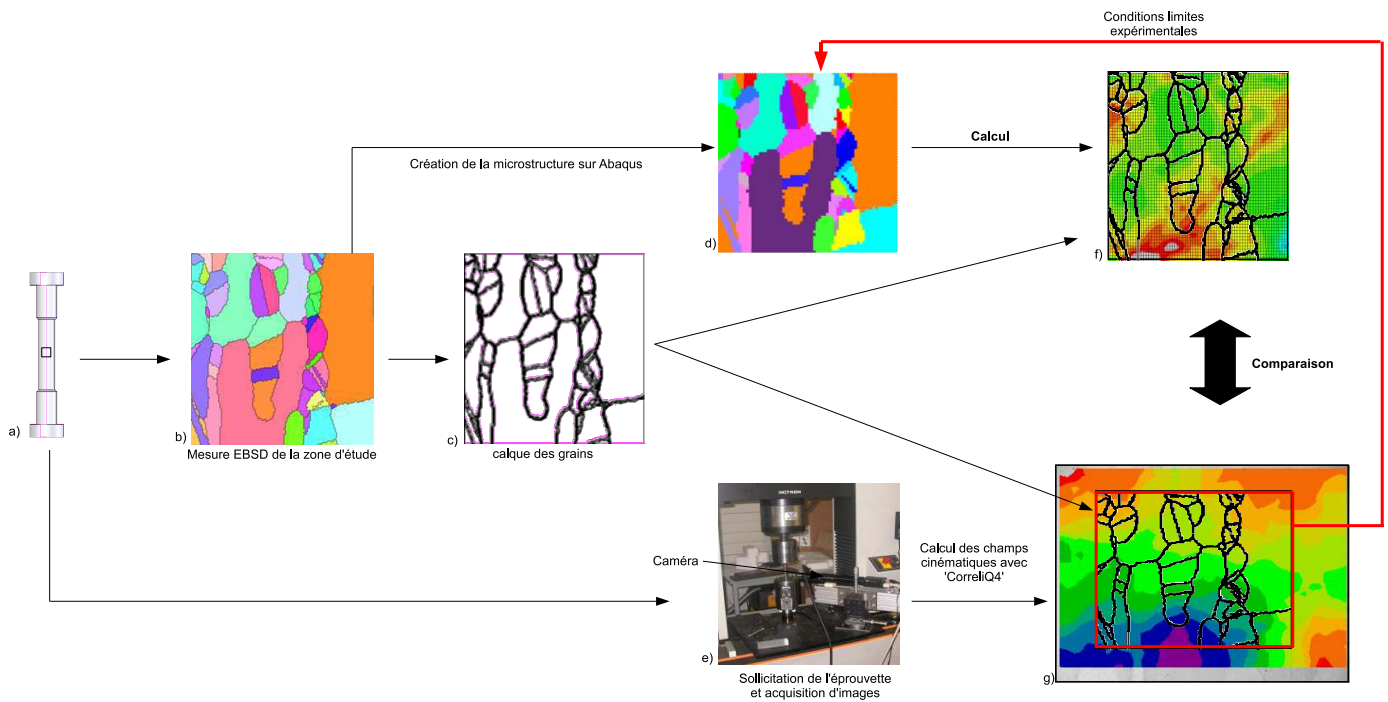 Conditions limites
expérimentales
Création de la microstructure sur Abaqus
d)
Calcul
f)
a)
b)
Mesure EBSD de la zone d'étude
c)
calque des grains
Comparaison
Caméra
e)
Sollicitation de l'éprouvette
et acquisition d'images
Calcul des champs
cinématiques avec
'CorreliQ4'
g)